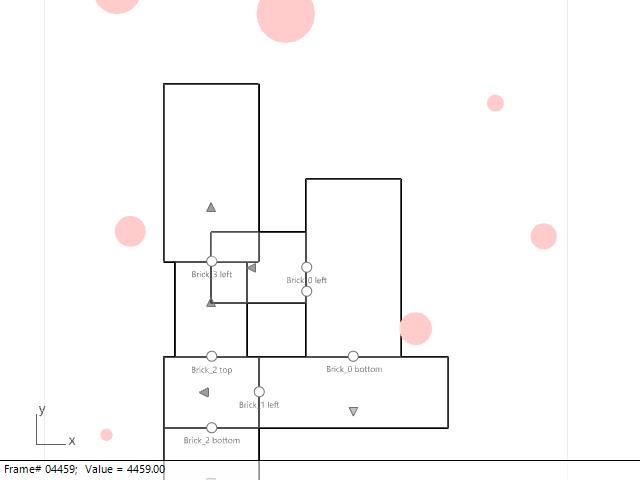 Brick_3 left
Brick_0 left
Brick_2 top
Brick_0 bottom
Brick_1 left
y
Brick_2 bottom
x
Frame# 04459; Value = 4459.00